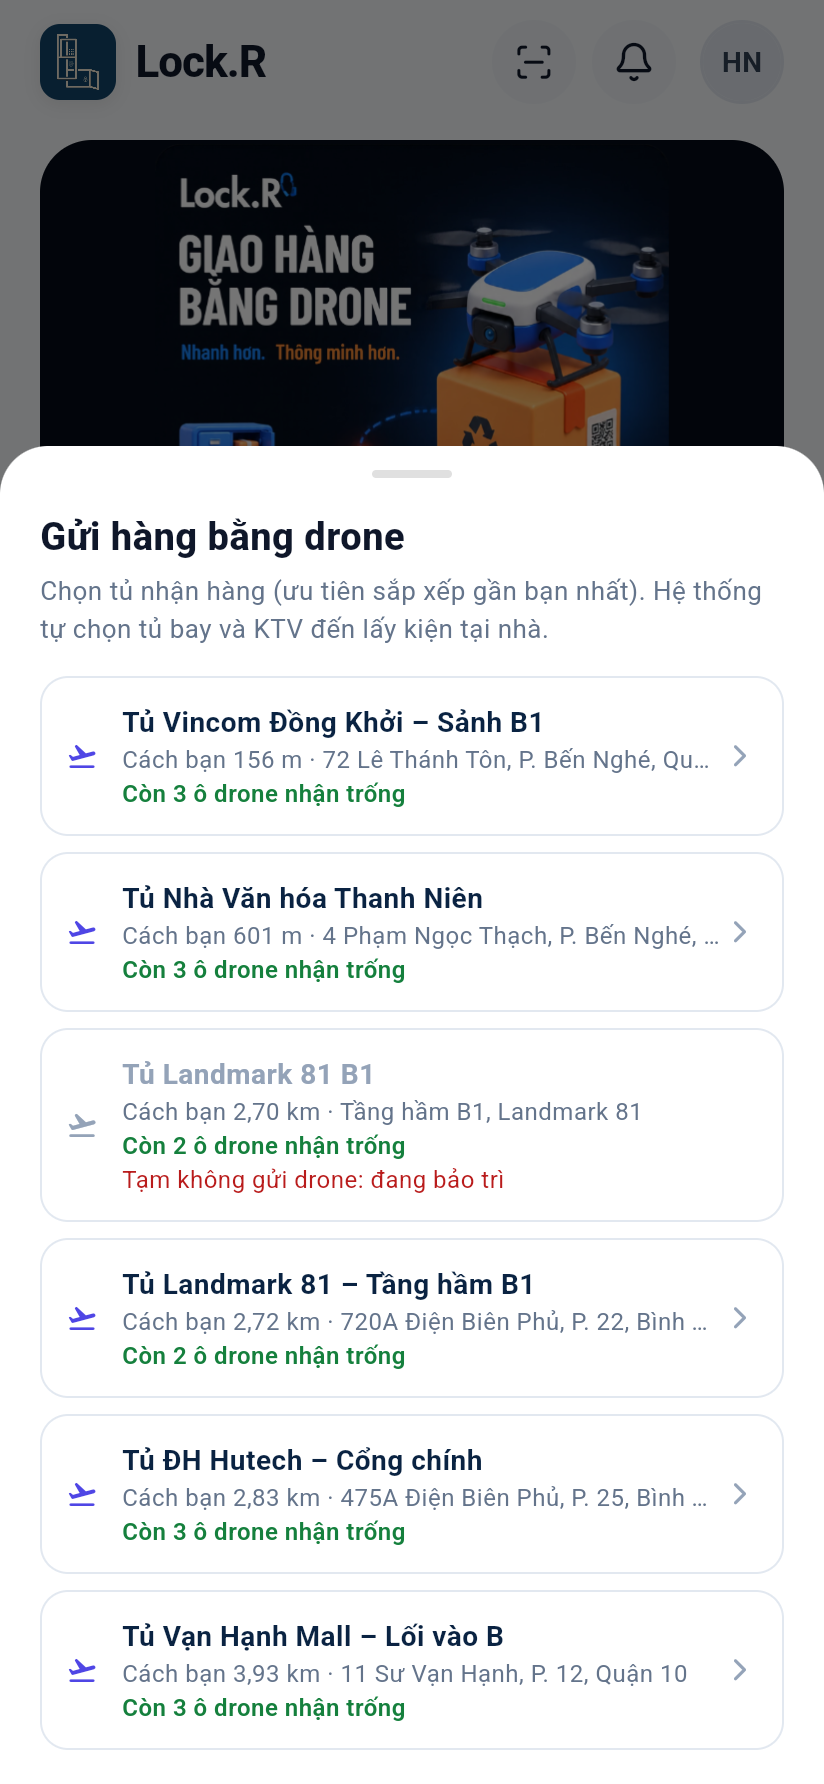 Lock.R
HN
Lock.R
GIAO HÀNG
BẰNG DRONE
Nhanh hơn. Thông minh hơn.
Gửi hàng bằng drone
Chọn tủ nhận hàng (ưu tiên sắp xếp gần bạn nhất). Hệ thống
tự chọn tủ bay và KTV đến lấy kiện tại nhà.
Tủ Vincom Đồng Khởi – Sảnh B1
Cách bạn 156 m · 72 Lê Thánh Tôn, P. Bến Nghé, Qu...
Còn 3 ô drone nhận trống
Tủ Nhà Văn hóa Thanh Niên
Cách bạn 601 m · 4 Phạm Ngọc Thạch, P. Bến Nghé, ...
Còn 3 ô drone nhận trống
Tủ Landmark 81 B1
Cách bạn 2,70 km · Tầng hầm B1, Landmark 81
Còn 2 ô drone nhận trống
Tạm không gửi drone: đang bảo trì
Tủ Landmark 81 – Tầng hầm B1
Cách bạn 2,72 km · 720A Điện Biên Phủ, P. 22, Bình ...
Còn 2 ô drone nhận trống
Tủ ĐH Hutech – Cổng chính
Cách bạn 2,83 km · 475A Điện Biên Phủ, P. 25, Bình ...
Còn 3 ô drone nhận trống
Tủ Vạn Hạnh Mall – Lối vào B
Cách bạn 3,93 km · 11 Sư Vạn Hạnh, P. 12, Quận 10
Còn 3 ô drone nhận trống